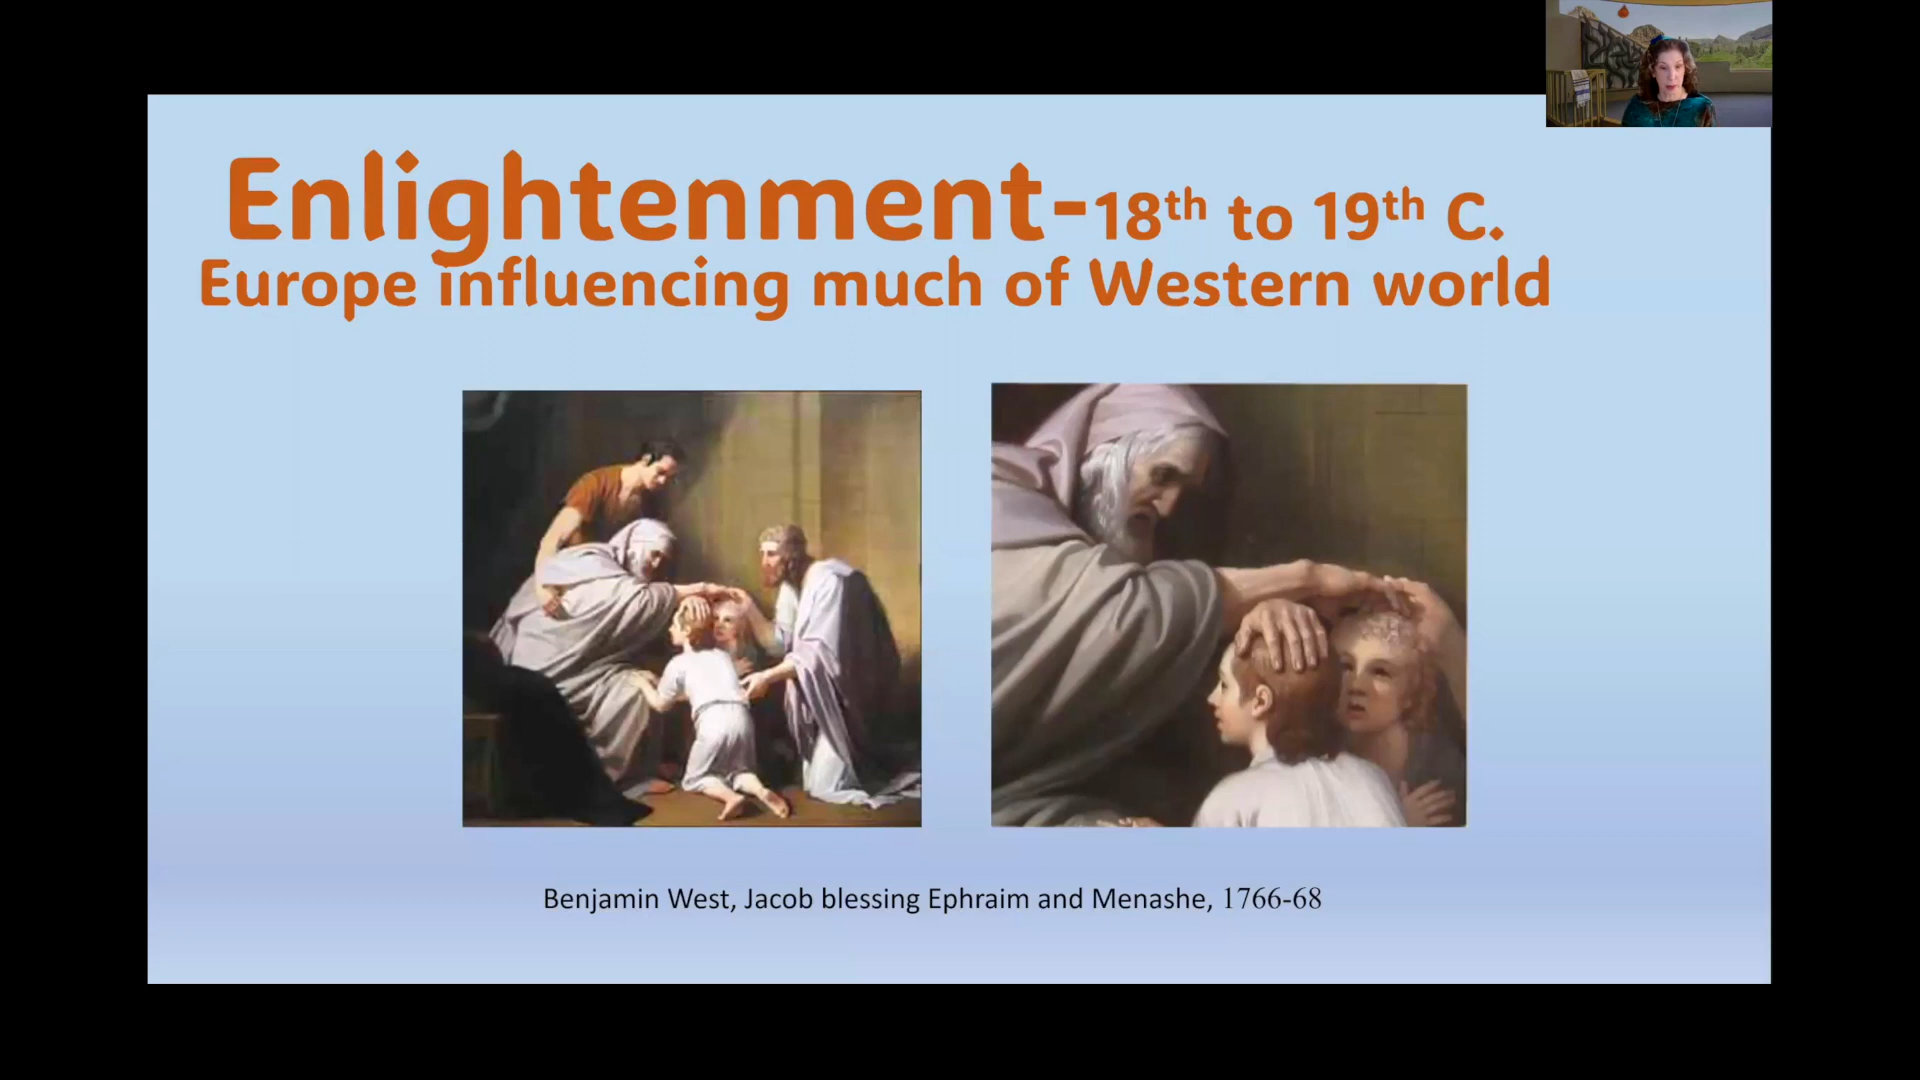 Enlightenment-18th to 19th C.
Europe influencing much of Western world
Benjamin West, Jacob blessing Ephraim and Menashe, 1766-68